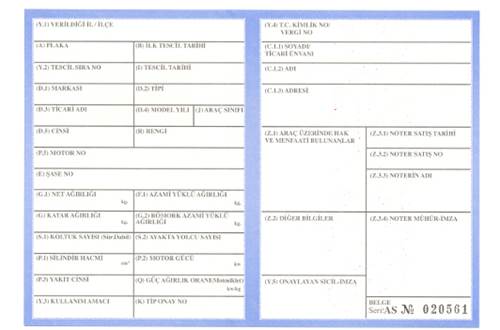 (Y.1) VERİLDİĞİ İL / İLÇE
(A) PLAKA
(B) İLK TESCİL TARİHİ
(Y.2) TESCİL SIRA NO
(I) TESCİL TARİHİ
(D.1) MARKASI
(D.2) TİPİ
(D.3) TİCARİ ADI
(D.4) MODEL YILI
(J) ARAÇ SINIFI
(D.5) CİNSİ
(R) RENGİ
(P.5) MOTOR NO
(E) ŞASE NO
(G.1) NET AĞIRLIĞI
kg.
(F.1) AZAMİ YÜKLÜ AĞIRLIĞI
kg.
(G) KATAR AĞIRLIĞI
kg.
(G.2) RÖMORK AZAMİ YÜKLÜ
AĞIRLIĞI
kg.
(S.1) KOLTUK SAYISI (Sür.Dahil)
(S.2) AYAKTA YOLCU SAYISI
(P.1) SİLİNDİR HACMİ
cm³
(P.2) MOTOR GÜCÜ
kw
(P.3) YAKIT CİNSİ
(Q) GÜÇ AĞIRLIK ORANI(Motosiklet)
kw/kg
(Y.3) KULLANIM AMACI
(K) TİP ONAY NO
(Y.4) T.C. KİMLİK NO/
VERGİ NO
(C.1.1) SOYADI/
TİCARİ ÜNVANI
(C.1.2) ADI
(C.1.3) ADRESİ
(Z.1) ARAÇ ÜZERİNDE HAK
VE MENFAATİ BULUNANLAR
(Z.3.1) NOTER SATIŞ TARİHİ
(Z.3.2) NOTER SATIŞ NO
(Z.3.3) NOTERİN ADI
(Z.2) DİĞER BİLGİLER
(Z.3.4) NOTER MÜHÜR-İMZA
(Y.5) ONAYLAYAN SİCİL-İMZA
BELGE
Seri: AS № 020561